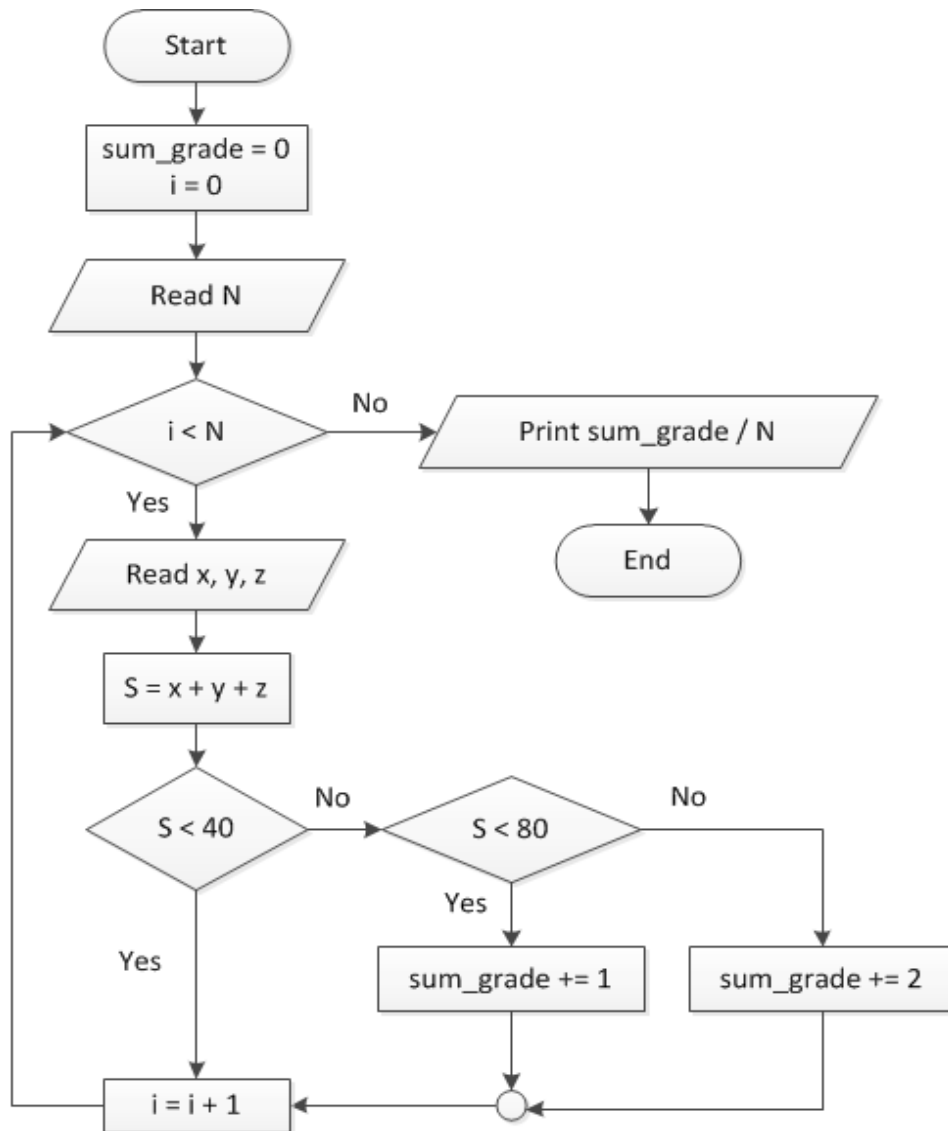 Start
sum_grade = 0
i = 0
Read N
i < N
No
Print sum_grade / N
Yes
End
Read x, y, z
S = x + y + z
S < 40
No
S < 80
No
Yes
Yes
sum_grade += 1
sum_grade += 2
i = i + 1